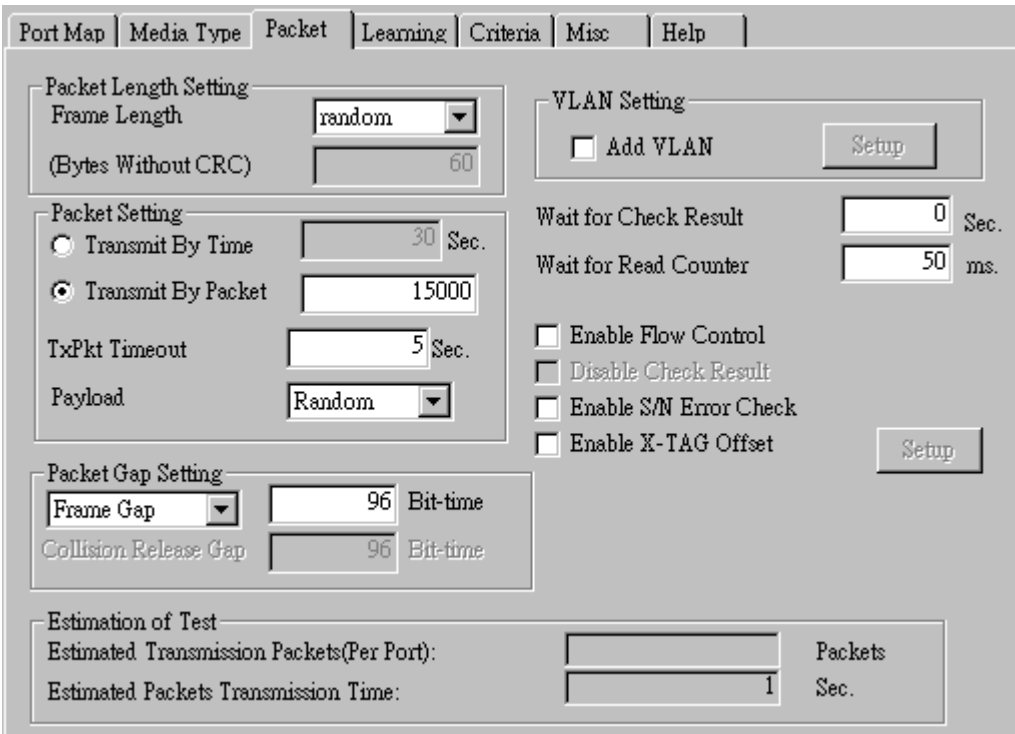 Port Map Media Type Packet Learning Criteria Misc Help
Packet Length Setting
Frame Length random
(Bytes Without CRC) 60
Packet Setting
Transmit By Time 30 Sec.
Transmit By Packet 15000
TxPkt Timeout 5 Sec.
Payload Random
Packet Gap Setting
Frame Gap 96 Bit-time
Collision Release Gap 96 Bit-time
VLAN Setting
Add VLAN Setup
Wait for Check Result 0 Sec.
Wait for Read Counter 50 ms.
Enable Flow Control
Disable Check Result
Enable S/N Error Check
Enable X-TAG Offset Setup
Estimation of Test
Estimated Transmission Packets(Per Port): Packets
Estimated Packets Transmission Time: 1 Sec.